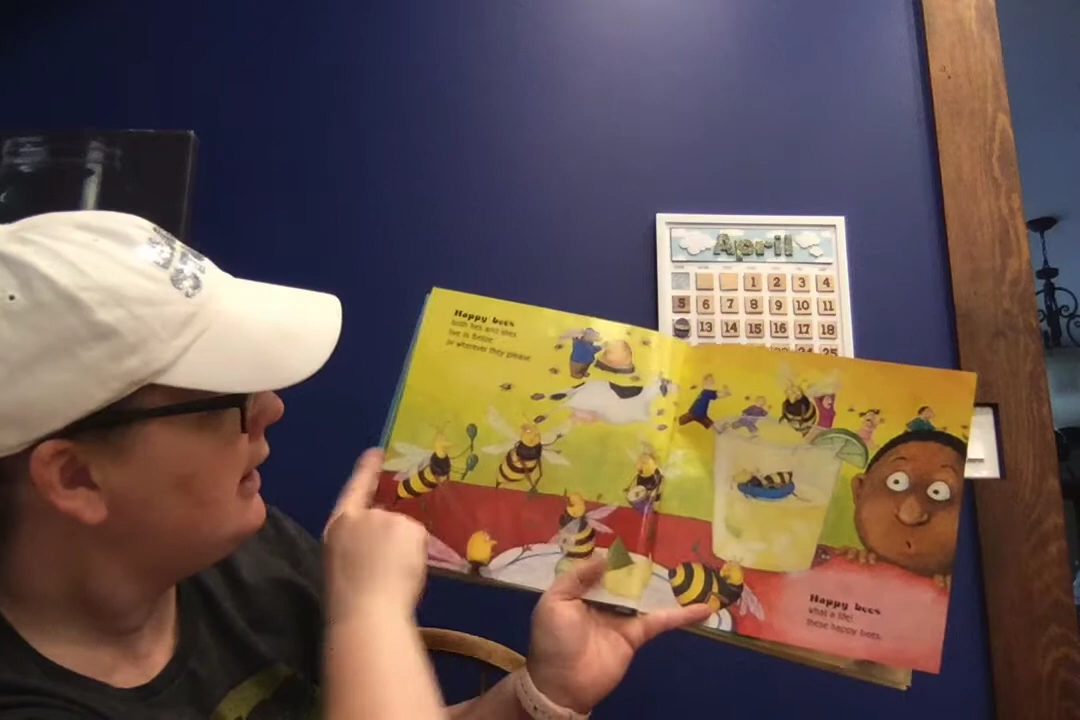 April
1 2 3 4
5 6 7 8 9 10 11
13 14 15 16 17 18
25
Happy bees
both hes and shes
live in Belize
or wherever they please.
Happy bees
what a life!
these happy bees.